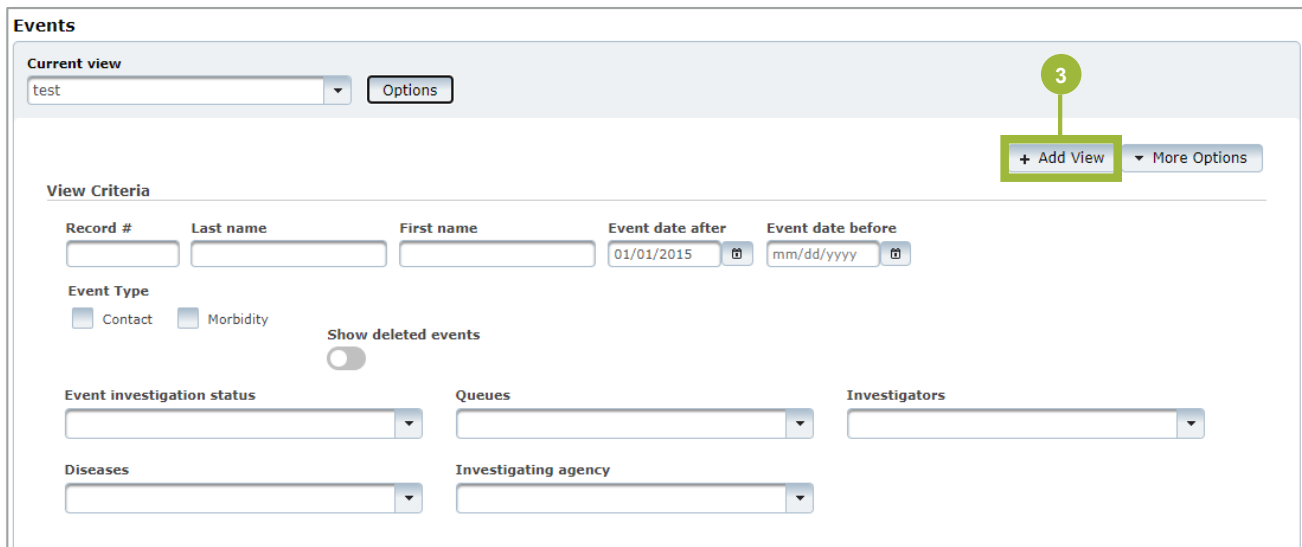 Events
Current view
test
Options
3
+ Add View
More Options
View Criteria
Record # Last name First name Event date after Event date before
01/01/2015 mm/dd/yyyy
Event Type
Contact Morbidity
Show deleted events
Event investigation status Queues Investigators
Diseases Investigating agency